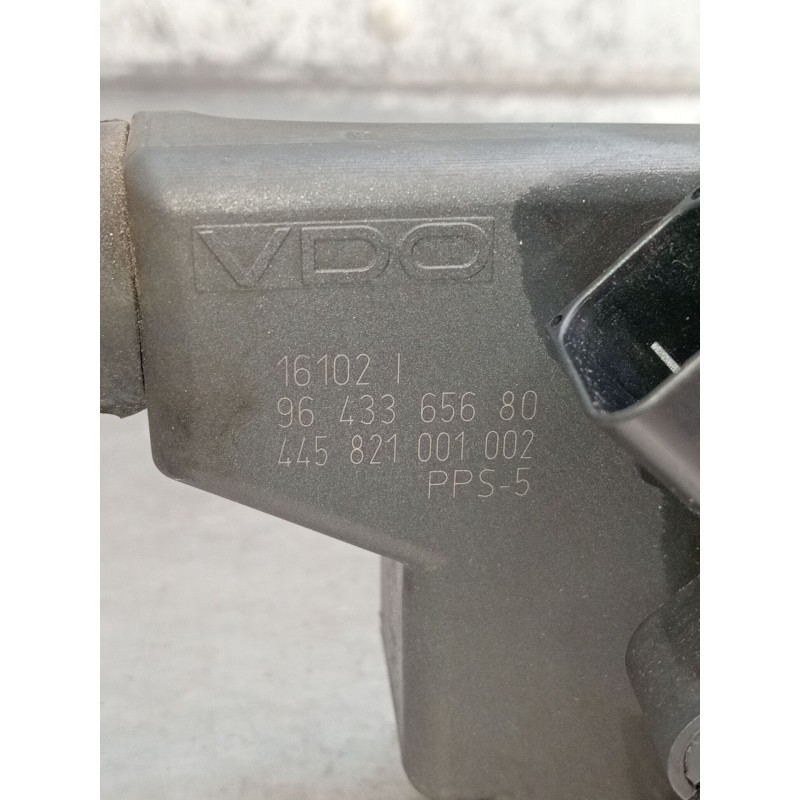 VDO
16102 I
96 433 656 80
445 821 001 002
PPS-5